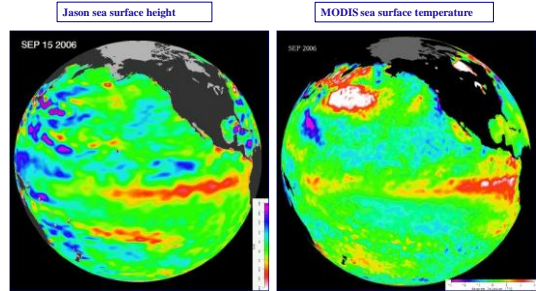 Jason sea surface height
MODIS sea surface temperature
SEP 15 2006
SEP 2006